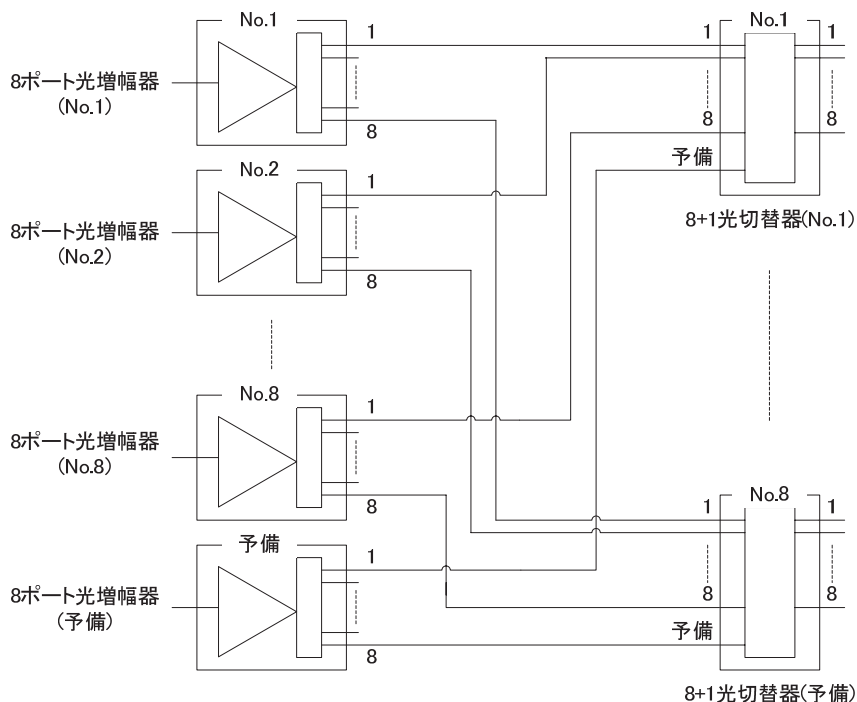 No.1
1
8
8ポート光増幅器
(No.1)
No.2
1
8
8ポート光増幅器
(No.2)
No.8
1
8
8ポート光増幅器
(No.8)
予備
1
8
8ポート光増幅器
(予備)
No.1
1
8
予備
1
8
8+1光切替器(No.1)
No.8
1
8
予備
1
8
8+1光切替器(予備)